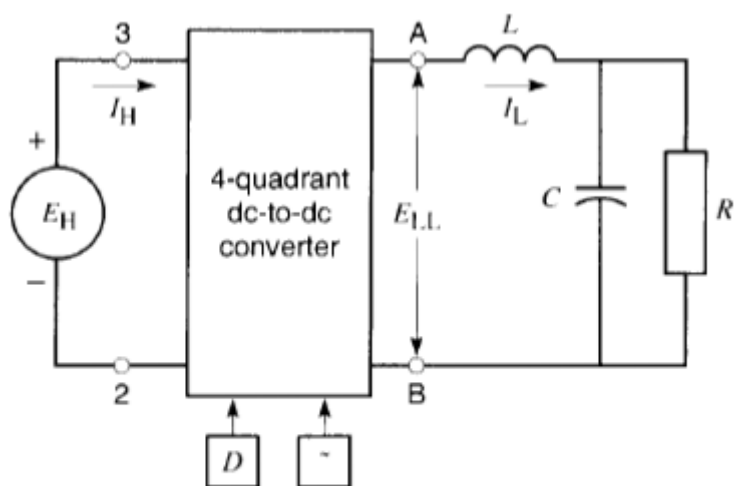 3
A
L
I_H
I_L
+
E_H
4-quadrant
dc-to-dc
converter
E_LL
C
R
−
2
B
D
~